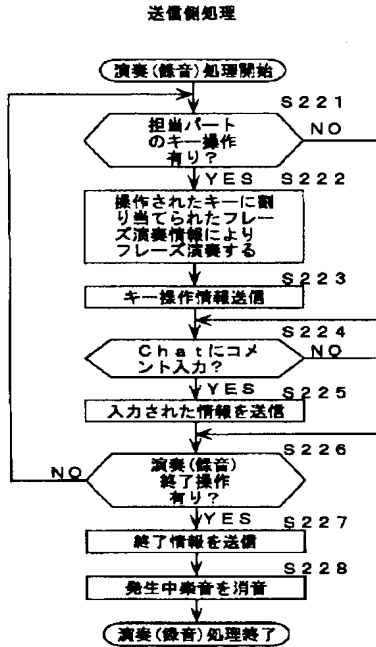 送信側処理
演奏(録音)処理開始
S221
担当パート
のキー操作
有り?
NO
YES
S222
操作されたキーに割
り当てられたフレー
ズ演奏情報により
フレーズ演奏する
S223
キー操作情報送信
S224
Chatにコメ
ント入力?
NO
YES
S225
入力された情報を送信
S226
演奏(録音)
終了操作
有り?
NO
YES
S227
終了情報を送信
S228
発生中楽音を消音
演奏(録音)処理終了